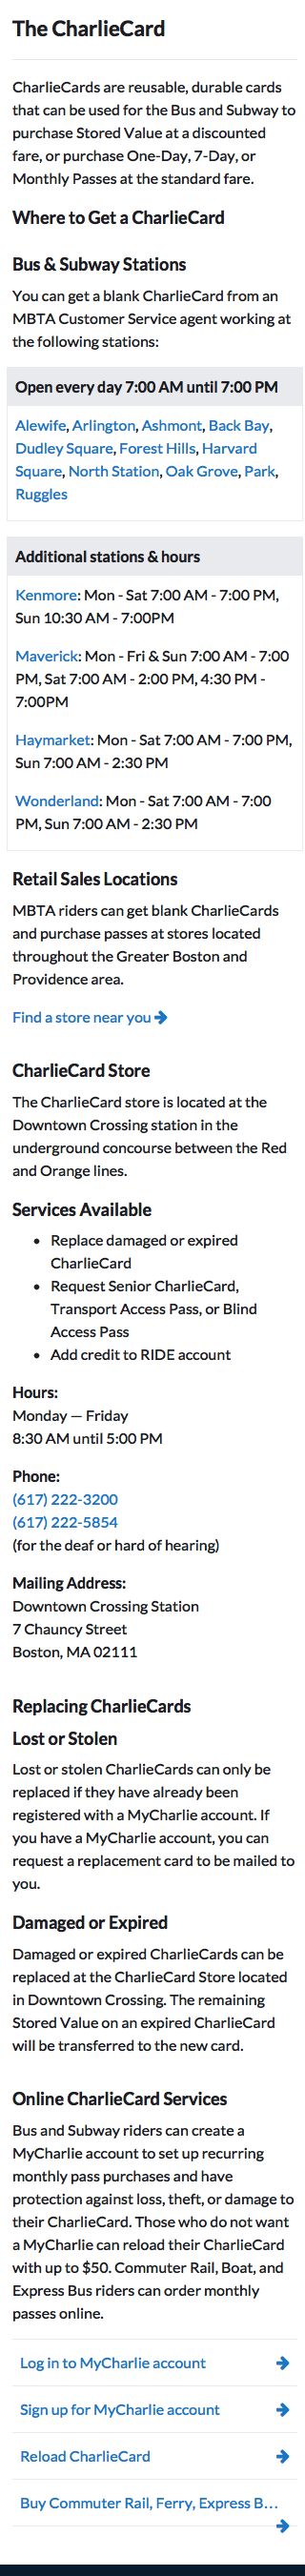 The CharlieCard
CharlieCards are reusable, durable cards
that can be used for the Bus and Subway to
purchase Stored Value at a discounted
fare, or purchase One-Day, 7-Day, or
Monthly Passes at the standard fare.
Where to Get a CharlieCard
Bus & Subway Stations
You can get a blank CharlieCard from an
MBTA Customer Service agent working at
the following stations:
Open every day 7:00 AM until 7:00 PM
Alewife, Arlington, Ashmont, Back Bay,
Dudley Square, Forest Hills, Harvard
Square, North Station, Oak Grove, Park,
Ruggles
Additional stations & hours
Kenmore: Mon - Sat 7:00 AM - 7:00 PM,
Sun 10:30 AM - 7:00PM
Maverick: Mon - Fri & Sun 7:00 AM - 7:00
PM, Sat 7:00 AM - 2:00 PM, 4:30 PM -
7:00PM
Haymarket: Mon - Sat 7:00 AM - 7:00 PM,
Sun 7:00 AM - 2:30 PM
Wonderland: Mon - Sat 7:00 AM - 7:00
PM, Sun 7:00 AM - 2:30 PM
Retail Sales Locations
MBTA riders can get blank CharlieCards
and purchase passes at stores located
throughout the Greater Boston and
Providence area.
Find a store near you
CharlieCard Store
The CharlieCard store is located at the
Downtown Crossing station in the
underground concourse between the Red
and Orange lines.
Services Available
• Replace damaged or expired
CharlieCard
• Request Senior CharlieCard,
Transport Access Pass, or Blind
Access Pass
• Add credit to RIDE account
Hours:
Monday — Friday
8:30 AM until 5:00 PM
Phone:
(617) 222-3200
(617) 222-5854
(for the deaf or hard of hearing)
Mailing Address:
Downtown Crossing Station
7 Chauncy Street
Boston, MA 02111
Replacing CharlieCards
Lost or Stolen
Lost or stolen CharlieCards can only be
replaced if they have already been
registered with a MyCharlie account. If
you have a MyCharlie account, you can
request a replacement card to be mailed to
you.
Damaged or Expired
Damaged or expired CharlieCards can be
replaced at the CharlieCard Store located
in Downtown Crossing. The remaining
Stored Value on an expired CharlieCard
will be transferred to the new card.
Online CharlieCard Services
Bus and Subway riders can create a
MyCharlie account to set up recurring
monthly pass purchases and have
protection against loss, theft, or damage to
their CharlieCard. Those who do not want
a MyCharlie can reload their CharlieCard
with up to $50. Commuter Rail, Boat, and
Express Bus riders can order monthly
passes online.
Log in to MyCharlie account
Sign up for MyCharlie account
Reload CharlieCard
Buy Commuter Rail, Ferry, Express B...